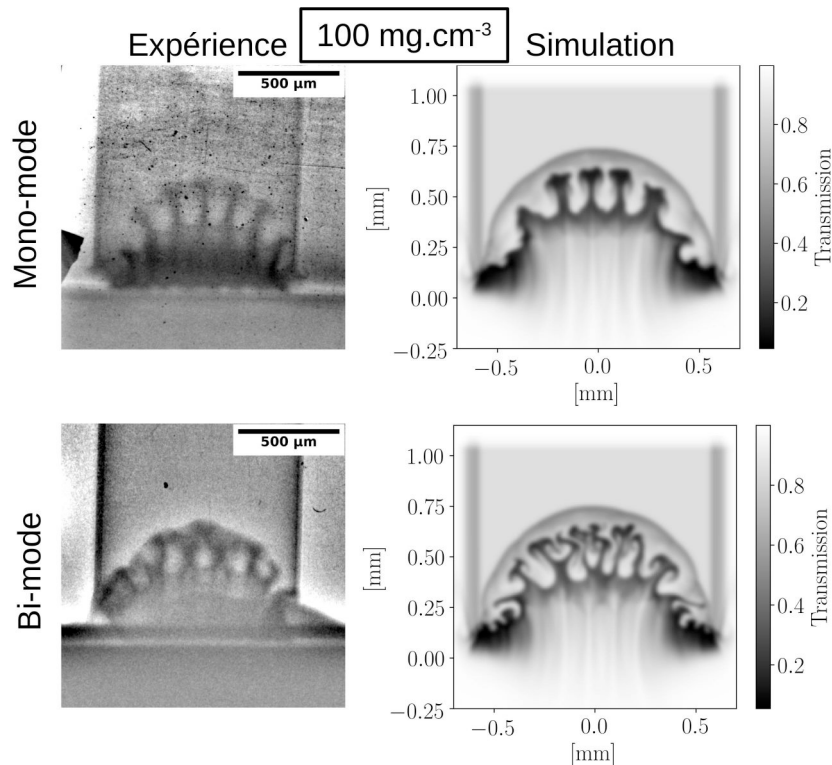 Expérience 100 mg.cm-3 Simulation
Mono-mode
500 µm
1.00
0.75
0.50
0.25
0.00
−0.25
[mm]
−0.5 0.0 0.5
[mm]
0.8
0.6
0.4
0.2
Transmission
Bi-mode
500 µm
1.00
0.75
0.50
0.25
0.00
−0.25
[mm]
−0.5 0.0 0.5
[mm]
0.8
0.6
0.4
0.2
Transmission